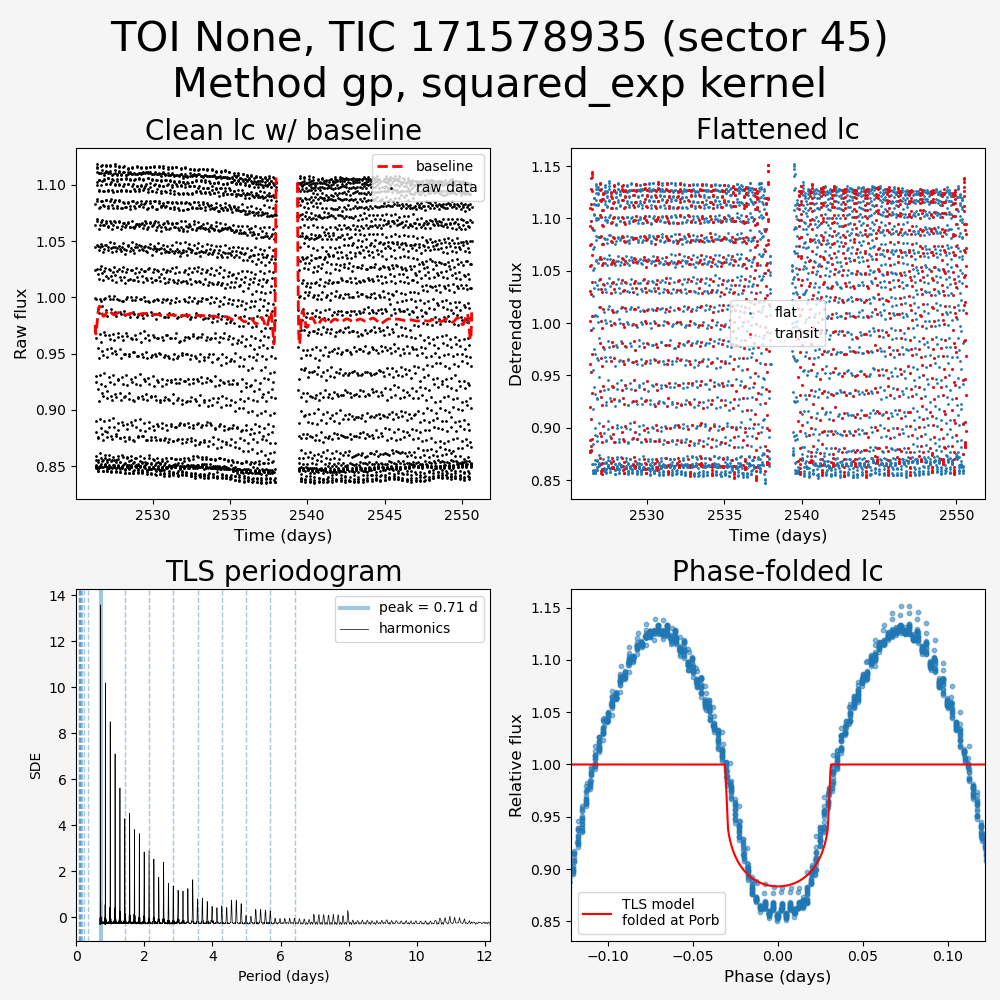 TOI None, TIC 171578935 (sector 45)
Method gp, squared_exp kernel
Clean lc w/ baseline
baseline
raw data
1.10
1.05
1.00
0.95
0.90
0.85
Raw flux
2530
2535
2540
2545
2550
Time (days)
Flattened lc
flat
transit
1.15
1.10
1.05
1.00
0.95
0.90
0.85
Detrended flux
2530
2535
2540
2545
2550
Time (days)
TLS periodogram
peak = 0.71 d
harmonics
14
12
10
8
6
4
2
0
SDE
0
2
4
6
8
10
12
Period (days)
Phase-folded lc
1.15
1.10
1.05
1.00
0.95
0.90
0.85
Relative flux
TLS model
folded at Porb
−0.10
−0.05
0.00
0.05
0.10
Phase (days)